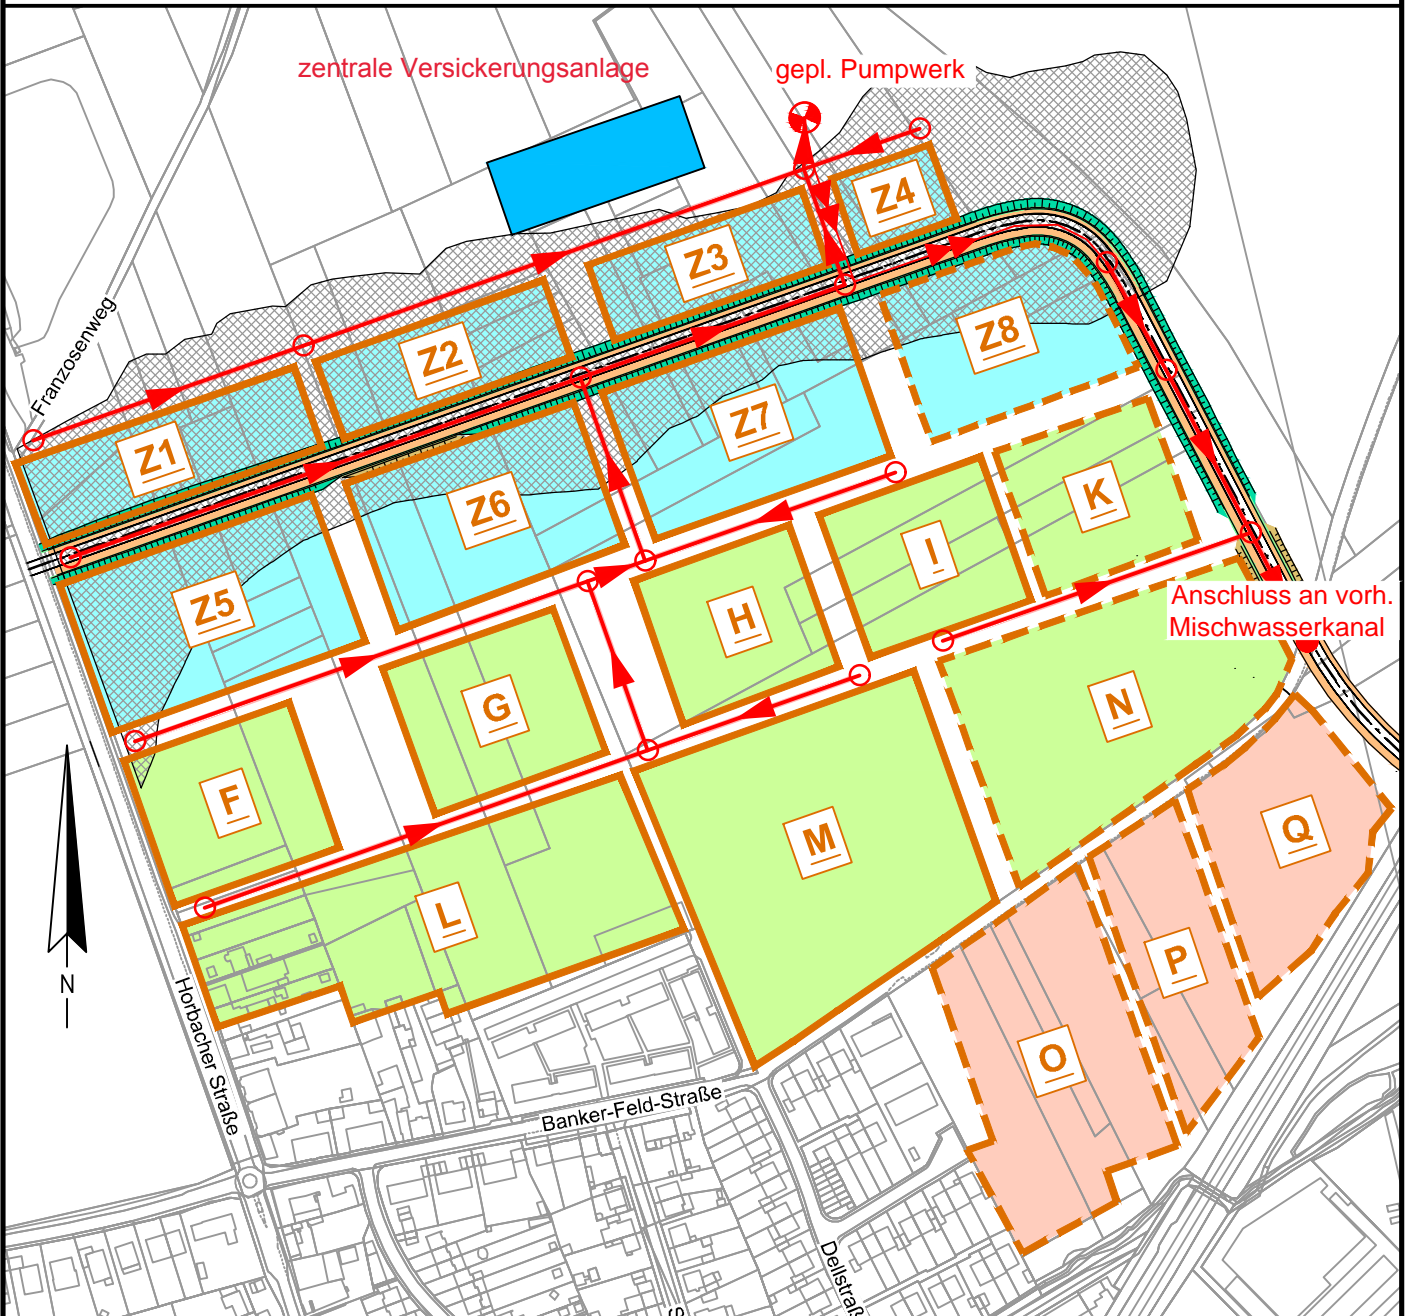 zentrale Versickerungsanlage
gepl. Pumpwerk
Z4
Z3
Franzosenweg
Z2
Z8
Z1
Z7
Z6
K
I
Z5
Anschluss an vorh.
Mischwasserkanal
H
G
N
F
M
Q
L
P
N
Horbacher Straße
O
Banker-Feld-Straße
Dellstraß
S